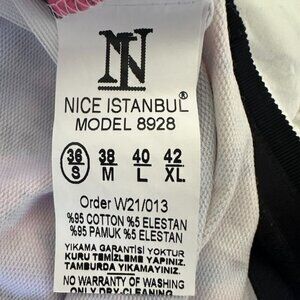 N
NICE ISTANBUL®
MODEL 8928
36 38 40 42
S M L XL
Order W21/013
%95 COTTON %5 ELESTAN
%95 PAMUK %5 ELESTAN
YIKAMA GARANTİSİ YOKTUR
KURU TEMİZLEME YAPINIZ.
TAMBURDA YIKAMAYINIZ.
NO WARRANTY OF WASHING
ONLY DRY-CLEANING